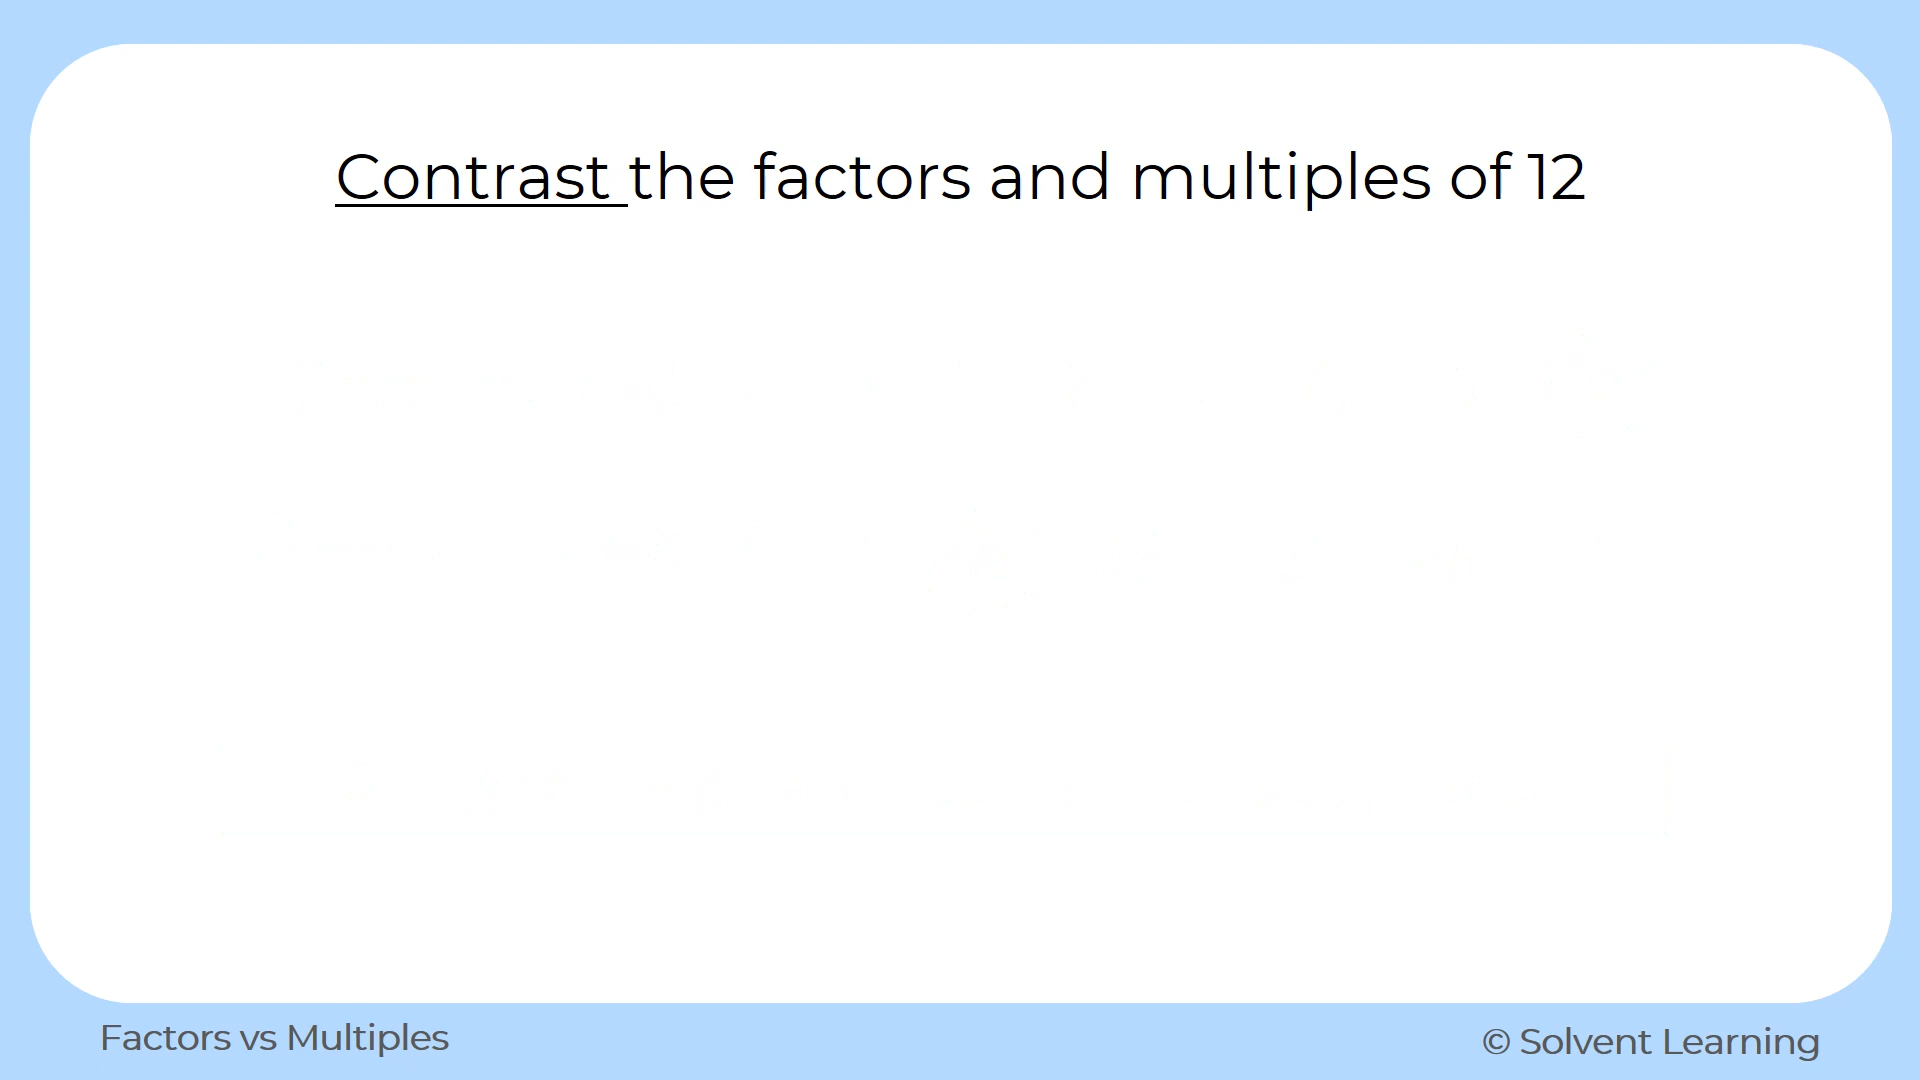 Contrast the factors and multiples of 12
Factors vs Multiples
© Solvent Learning